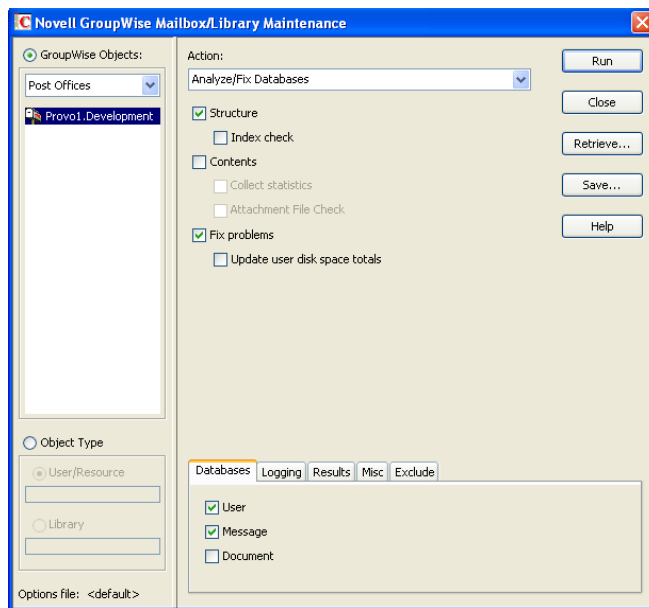 Novell GroupWise Mailbox/Library Maintenance
GroupWise Objects:
Post Offices
Provo1.Development
Object Type
User/Resource
Library
Options file: <default>
Action:
Analyze/Fix Databases
Structure
Index check
Contents
Collect statistics
Attachment File Check
Fix problems
Update user disk space totals
Databases Logging Results Misc Exclude
User
Message
Document
Run
Close
Retrieve...
Save...
Help